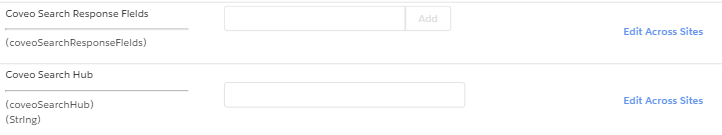 Coveo Search Response Fields
Add
Edit Across Sites
(coveoSearchResponseFields)
Coveo Search Hub
(coveoSearchHub)
Edit Across Sites
(String)